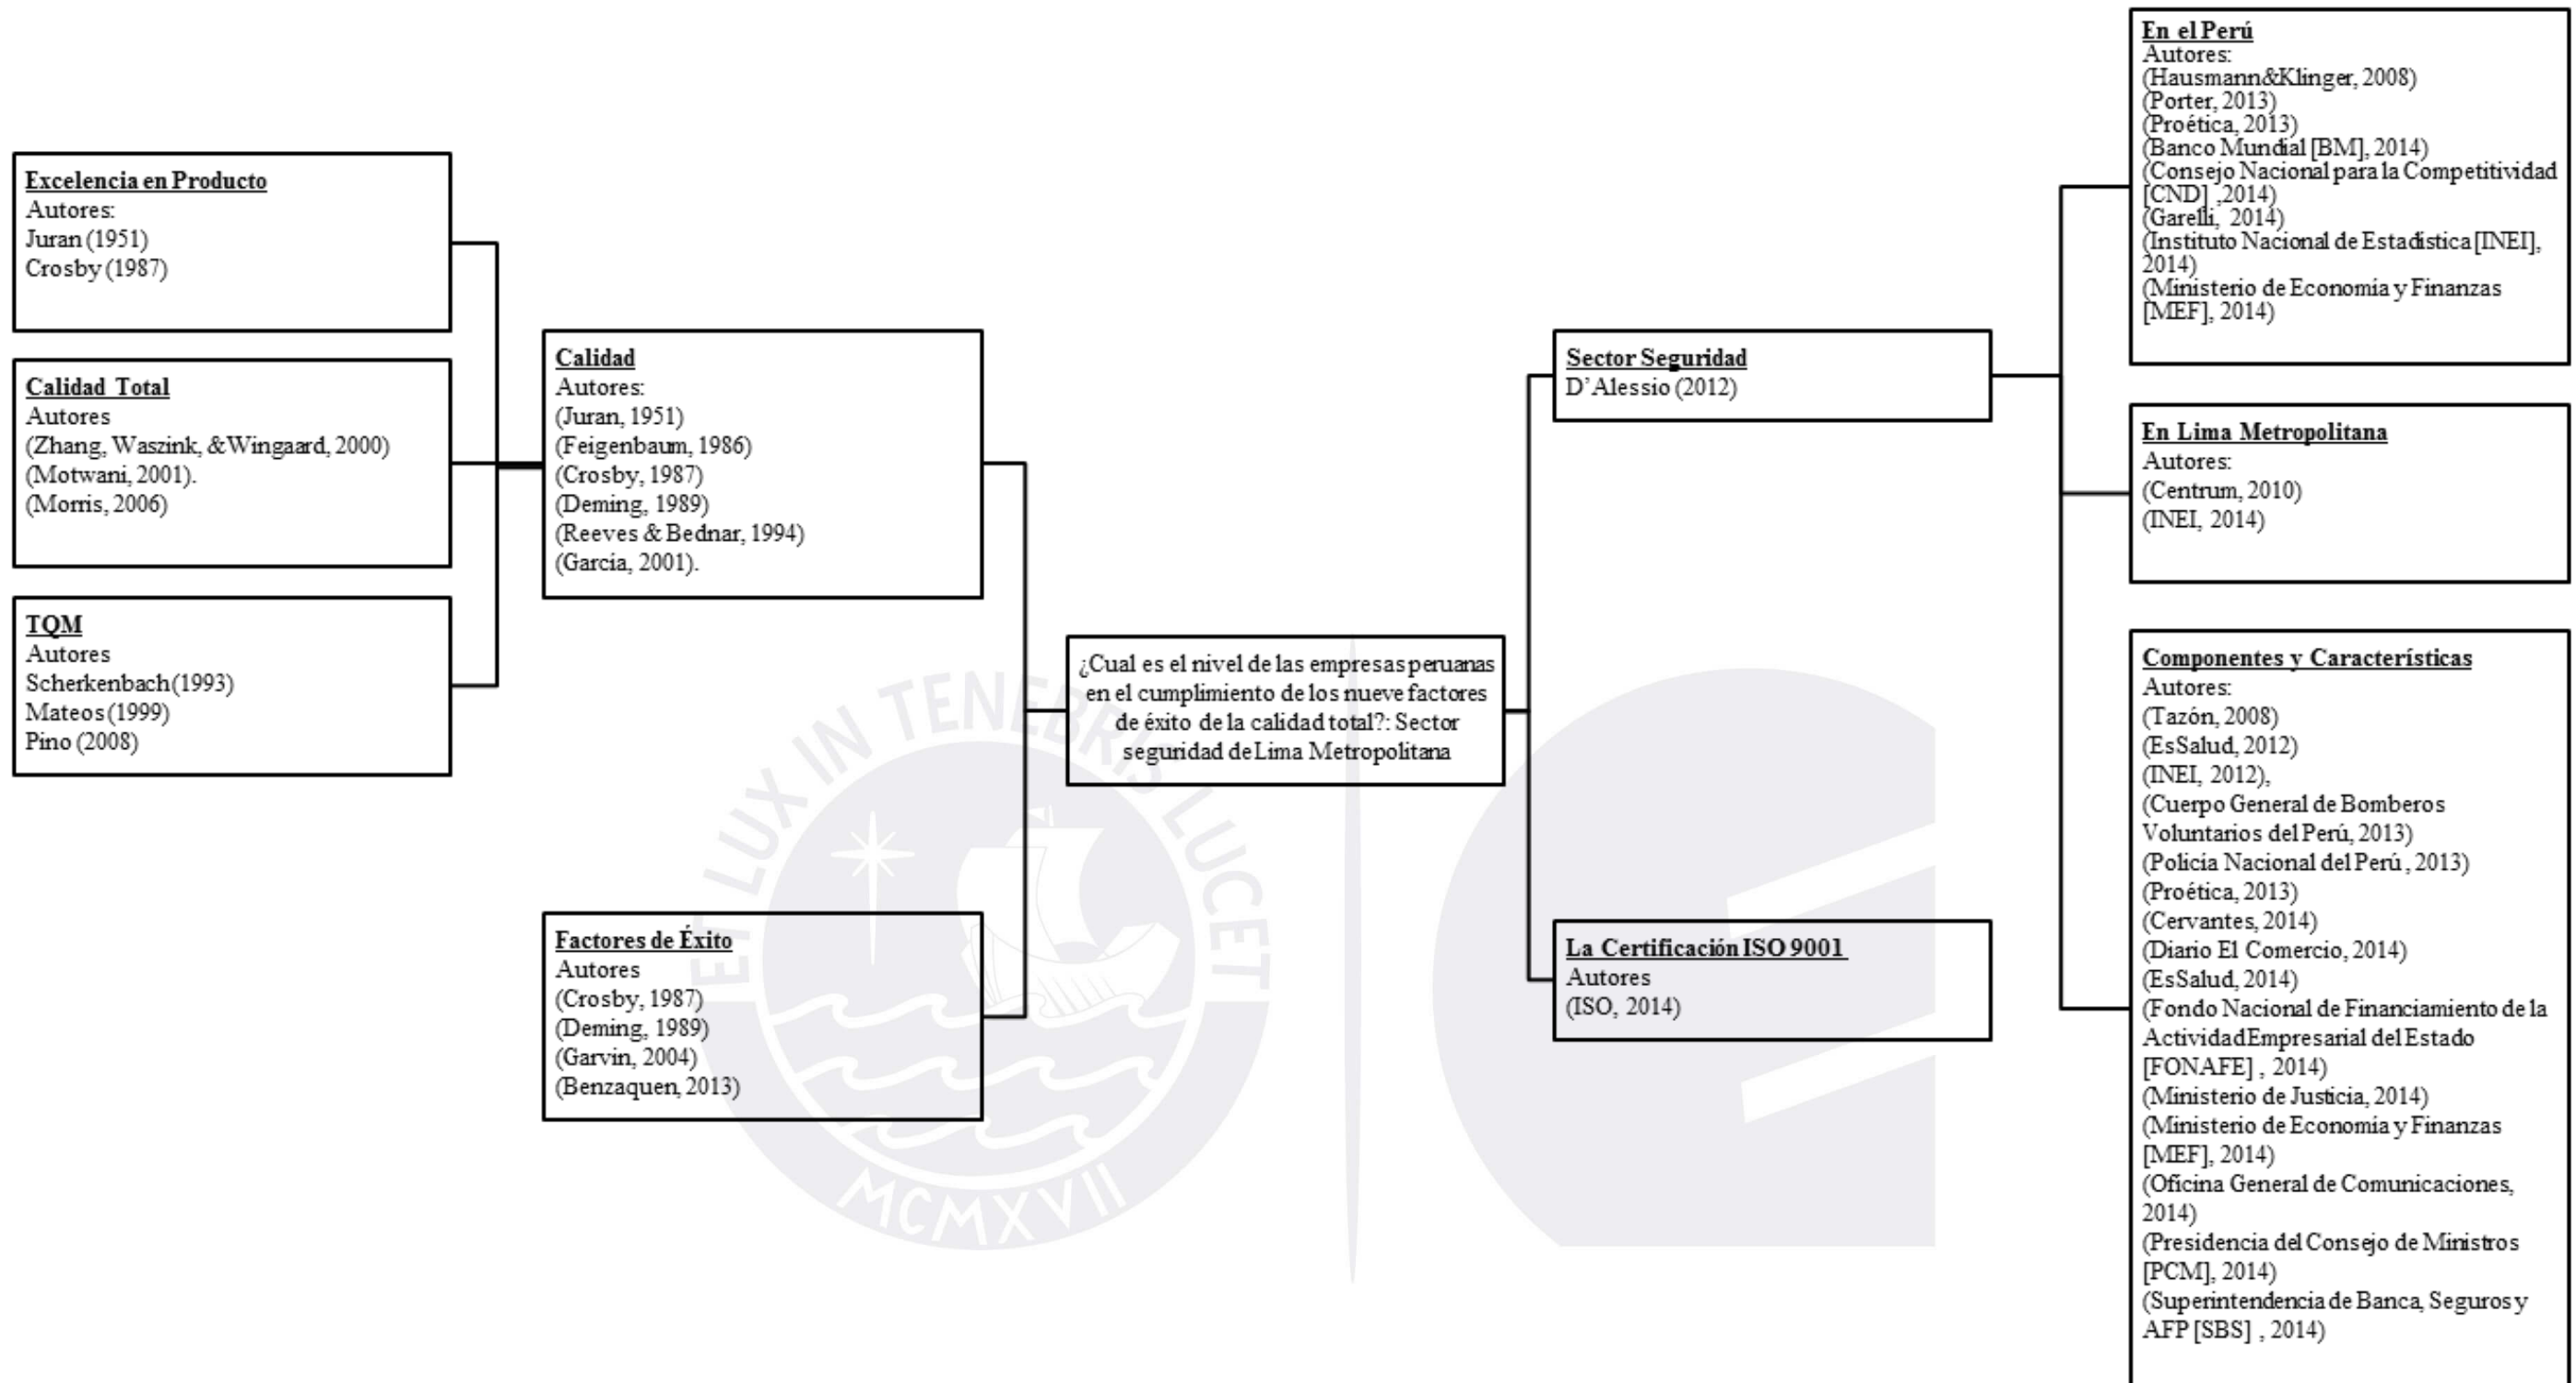 Excelencia en Producto
Autores:
Juran (1951)
Crosby (1987)
Calidad Total
Autores
(Zhang, Waszink, &Wingaard, 2000)
(Motwani, 2001).
(Morris, 2006)
TQM
Autores
Scherkenbach (1993)
Mateos (1999)
Pino (2008)
Calidad
Autores:
(Juran, 1951)
(Feigenbaum, 1986)
(Crosby, 1987)
(Deming, 1989)
(Reeves & Bednar, 1994)
(García, 2001).
Factores de Éxito
Autores
(Crosby, 1987)
(Deming, 1989)
(Garvin, 2004)
(Benzaquen, 2013)
¿Cual es el nivel de las empresas peruanas
en el cumplimiento de los nueve factores
de éxito de la calidad total?: Sector
seguridad de Lima Metropolitana
Sector Seguridad
D'Alessio (2012)
La Certificación ISO 9001
Autores
(ISO, 2014)
En el Perú
Autores:
(Hausmann&Klinger, 2008)
(Porter, 2013)
(Proética, 2013)
(Banco Mundial [BM], 2014)
(Consejo Nacional para la Competitividad
[CND] ,2014)
(Garelli, 2014)
(Instituto Nacional de Estadística [INEI],
2014)
(Ministerio de Economía y Finanzas
[MEF], 2014)
En Lima Metropolitana
Autores:
(Centrum, 2010)
(INEI, 2014)
Componentes y Características
Autores:
(Tazón, 2008)
(EsSalud, 2012)
(INEI, 2012),
(Cuerpo General de Bomberos
Voluntarios del Perú, 2013)
(Policía Nacional del Perú, 2013)
(Proética, 2013)
(Cervantes, 2014)
(Diario El Comercio, 2014)
(EsSalud, 2014)
(Fondo Nacional de Financiamiento de la
Actividad Empresarial del Estado
[FONAFE] , 2014)
(Ministerio de Justicia, 2014)
(Ministerio de Economía y Finanzas
[MEF], 2014)
(Oficina General de Comunicaciones,
2014)
(Presidencia del Consejo de Ministros
[PCM], 2014)
(Superintendencia de Banca, Seguros y
AFP [SBS] , 2014)
ET LUX IN TENEBRIS LUCET
MCMXVII